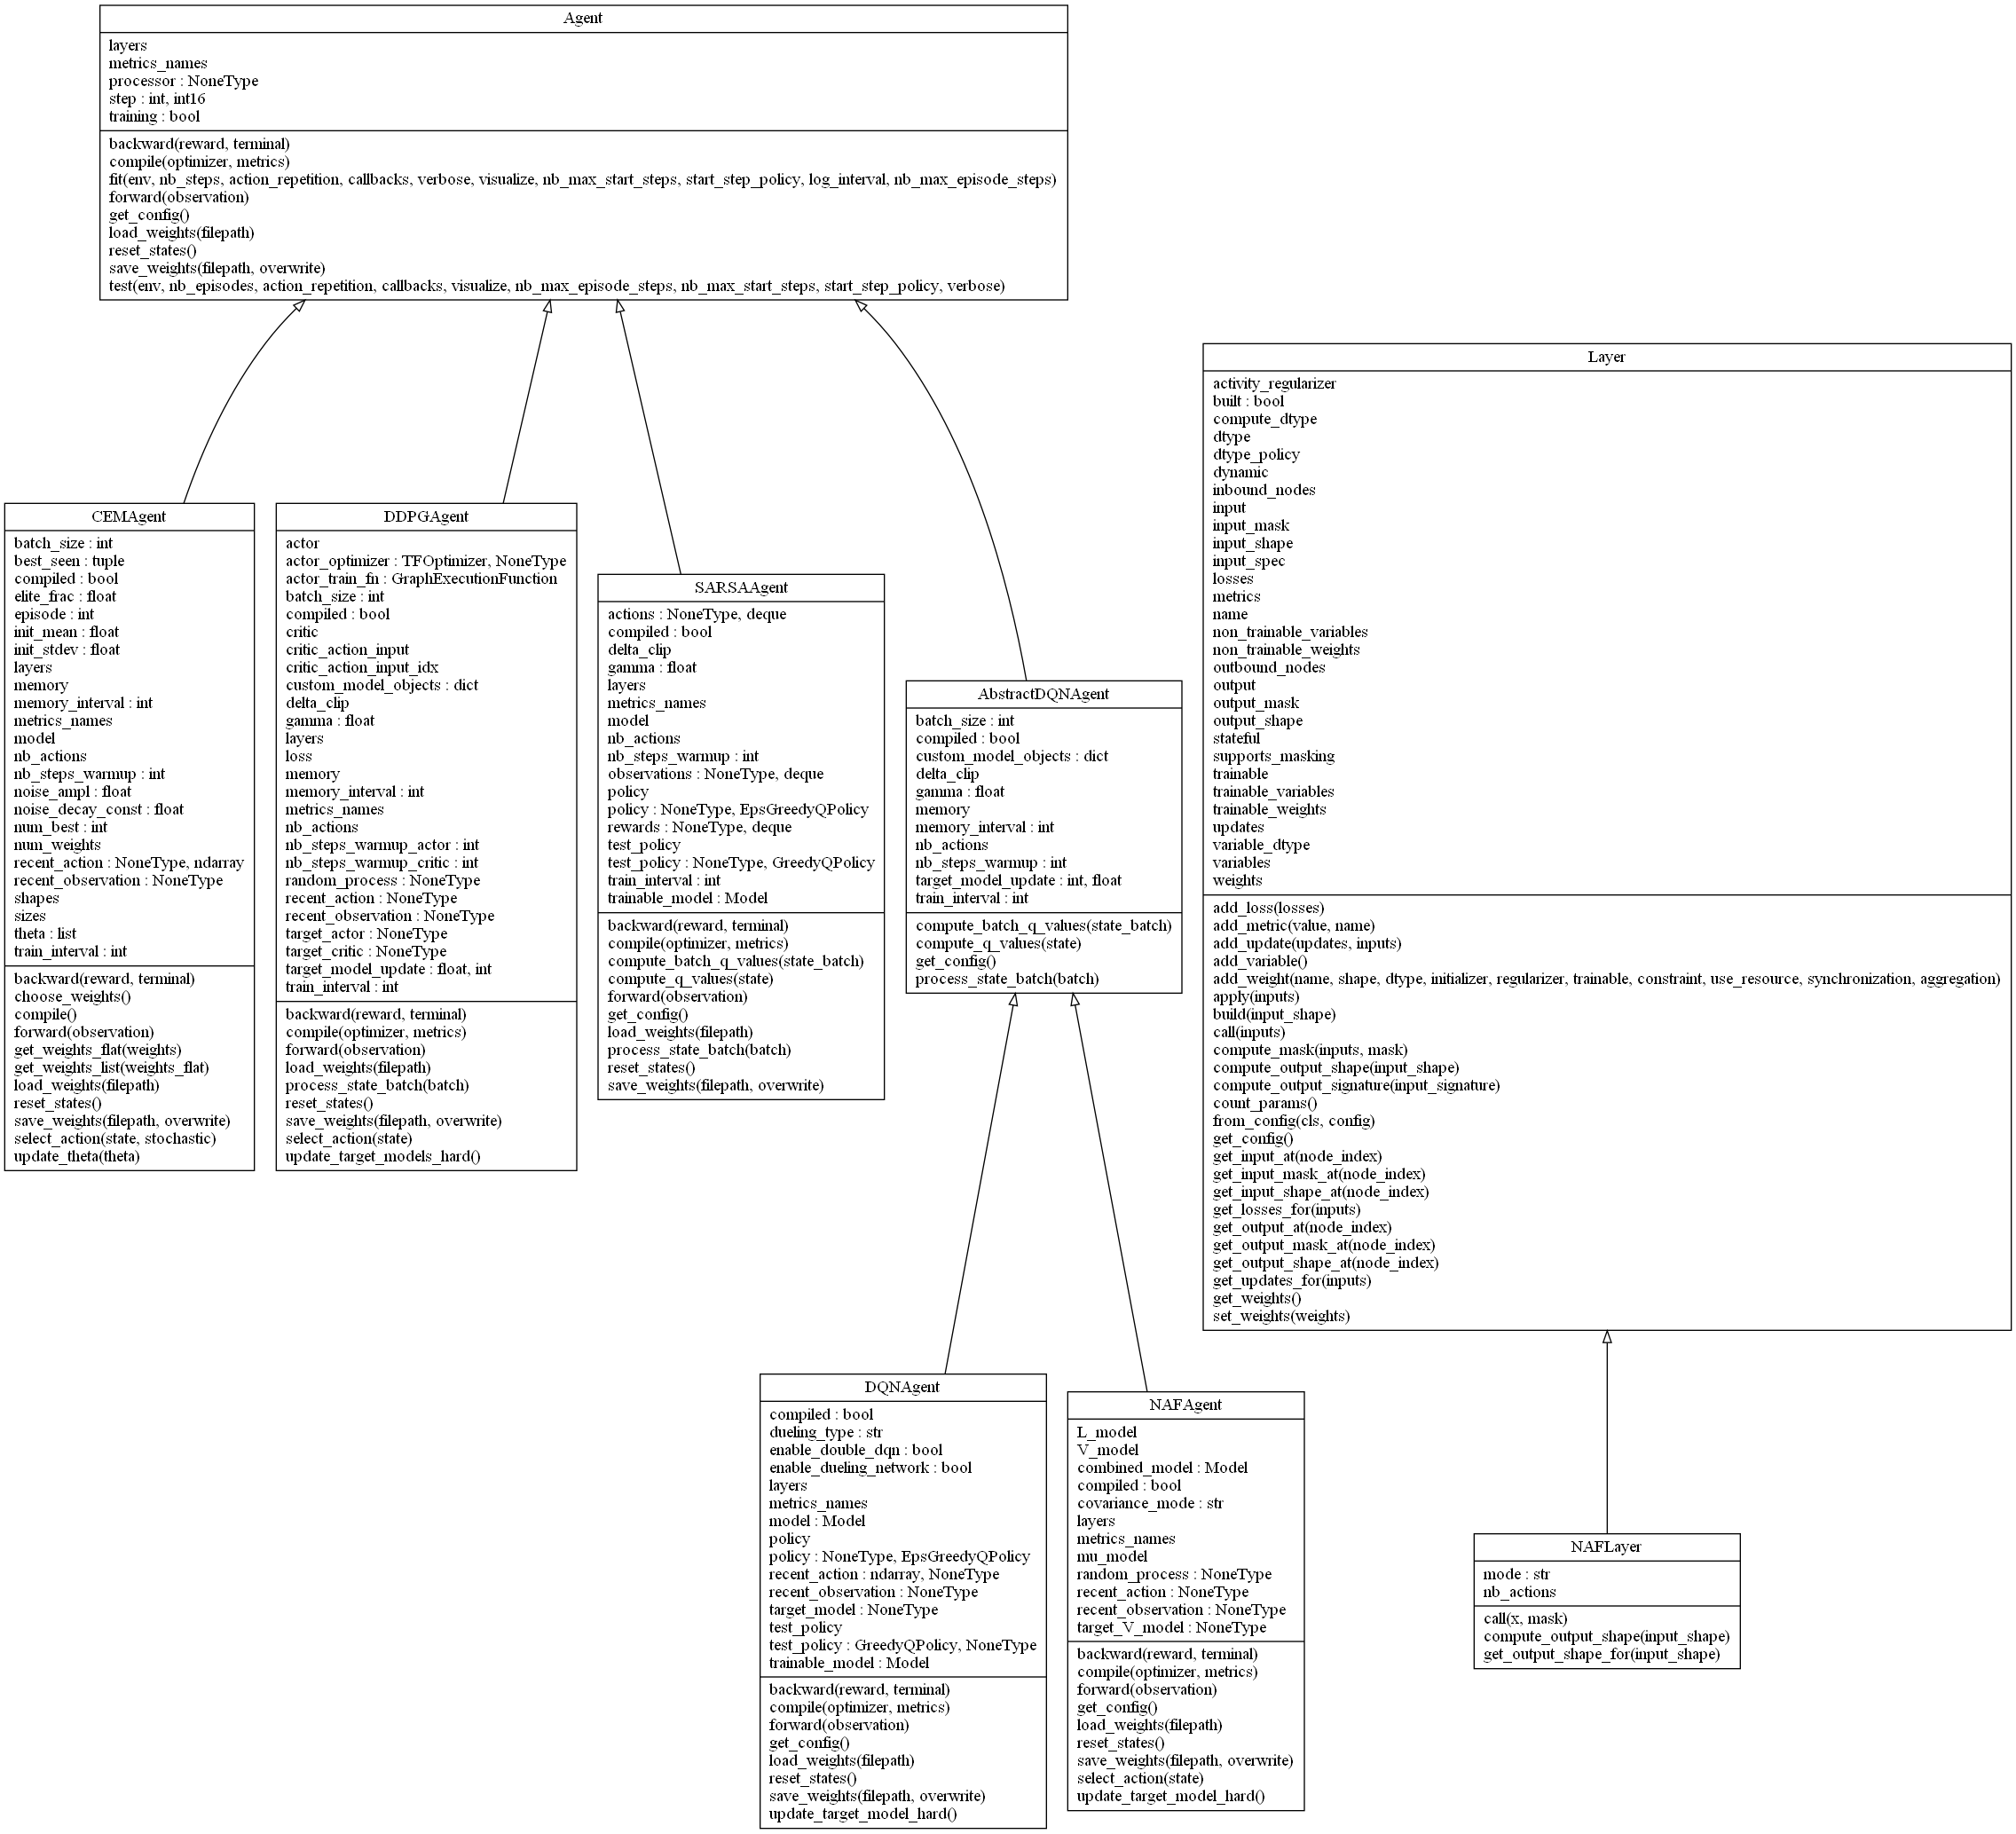 Agent
layers
metrics_names
processor : NoneType
step : int, int16
training : bool
backward(reward, terminal)
compile(optimizer, metrics)
fit(env, nb_steps, action_repetition, callbacks, verbose, visualize, nb_max_start_steps, start_step_policy, log_interval, nb_max_episode_steps)
forward(observation)
get_config()
load_weights(filepath)
reset_states()
save_weights(filepath, overwrite)
test(env, nb_episodes, action_repetition, callbacks, visualize, nb_max_episode_steps, nb_max_start_steps, start_step_policy, verbose)
CEMAgent
batch_size : int
best_seen : tuple
compiled : bool
elite_frac : float
episode : int
init_mean : float
init_stdev : float
layers
memory
memory_interval : int
metrics_names
model
nb_actions
nb_steps_warmup : int
noise_ampl : float
noise_decay_const : float
num_best : int
num_weights
recent_action : NoneType, ndarray
recent_observation : NoneType
shapes
sizes
theta : list
train_interval : int
backward(reward, terminal)
choose_weights()
compile()
forward(observation)
get_weights_flat(weights)
get_weights_list(weights_flat)
load_weights(filepath)
reset_states()
save_weights(filepath, overwrite)
select_action(state, stochastic)
update_theta(theta)
DDPGAgent
actor
actor_optimizer : TFOptimizer, NoneType
actor_train_fn : GraphExecutionFunction
batch_size : int
compiled : bool
critic
critic_action_input
critic_action_input_idx
custom_model_objects : dict
delta_clip
gamma : float
layers
loss
memory
memory_interval : int
metrics_names
nb_actions
nb_steps_warmup_actor : int
nb_steps_warmup_critic : int
random_process : NoneType
recent_action : NoneType
recent_observation : NoneType
target_actor : NoneType
target_critic : NoneType
target_model_update : float, int
train_interval : int
backward(reward, terminal)
compile(optimizer, metrics)
forward(observation)
load_weights(filepath)
process_state_batch(batch)
reset_states()
save_weights(filepath, overwrite)
select_action(state)
update_target_models_hard()
SARSAAgent
actions : NoneType, deque
compiled : bool
delta_clip
gamma : float
layers
metrics_names
model
nb_actions
nb_steps_warmup : int
observations : NoneType, deque
policy
policy : NoneType, EpsGreedyQPolicy
rewards : NoneType, deque
test_policy
test_policy : NoneType, GreedyQPolicy
train_interval : int
trainable_model : Model
backward(reward, terminal)
compile(optimizer, metrics)
compute_batch_q_values(state_batch)
compute_q_values(state)
forward(observation)
get_config()
load_weights(filepath)
process_state_batch(batch)
reset_states()
save_weights(filepath, overwrite)
AbstractDQNAgent
batch_size : int
compiled : bool
custom_model_objects : dict
delta_clip
gamma : float
memory
memory_interval : int
nb_actions
nb_steps_warmup : int
target_model_update : int, float
train_interval : int
compute_batch_q_values(state_batch)
compute_q_values(state)
get_config()
process_state_batch(batch)
Layer
activity_regularizer
built : bool
compute_dtype
dtype
dtype_policy
dynamic
inbound_nodes
input
input_mask
input_shape
input_spec
losses
metrics
name
non_trainable_variables
non_trainable_weights
outbound_nodes
output
output_mask
output_shape
stateful
supports_masking
trainable
trainable_variables
trainable_weights
updates
variable_dtype
variables
weights
add_loss(losses)
add_metric(value, name)
add_update(updates, inputs)
add_variable()
add_weight(name, shape, dtype, initializer, regularizer, trainable, constraint, use_resource, synchronization, aggregation)
apply(inputs)
build(input_shape)
call(inputs)
compute_mask(inputs, mask)
compute_output_shape(input_shape)
compute_output_signature(input_signature)
count_params()
from_config(cls, config)
get_config()
get_input_at(node_index)
get_input_mask_at(node_index)
get_input_shape_at(node_index)
get_losses_for(inputs)
get_output_at(node_index)
get_output_mask_at(node_index)
get_output_shape_at(node_index)
get_updates_for(inputs)
get_weights()
set_weights(weights)
DQNAgent
compiled : bool
dueling_type : str
enable_double_dqn : bool
enable_dueling_network : bool
layers
metrics_names
model : Model
policy
policy : NoneType, EpsGreedyQPolicy
recent_action : ndarray, NoneType
recent_observation : NoneType
target_model : NoneType
test_policy
test_policy : GreedyQPolicy, NoneType
trainable_model : Model
backward(reward, terminal)
compile(optimizer, metrics)
forward(observation)
get_config()
load_weights(filepath)
reset_states()
save_weights(filepath, overwrite)
update_target_model_hard()
NAFAgent
L_model
V_model
combined_model : Model
compiled : bool
covariance_mode : str
layers
metrics_names
mu_model
random_process : NoneType
recent_action : NoneType
recent_observation : NoneType
target_V_model : NoneType
backward(reward, terminal)
compile(optimizer, metrics)
forward(observation)
get_config()
load_weights(filepath)
reset_states()
save_weights(filepath, overwrite)
select_action(state)
update_target_model_hard()
NAFLayer
mode : str
nb_actions
call(x, mask)
compute_output_shape(input_shape)
get_output_shape_for(input_shape)